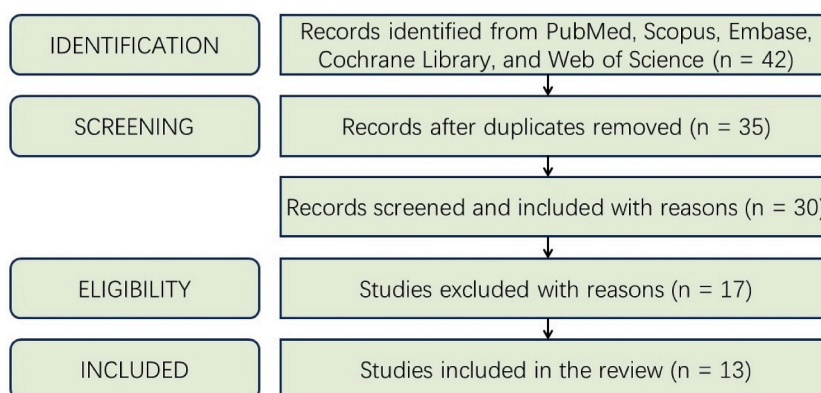 IDENTIFICATION
Records identified from PubMed, Scopus, Embase,
Cochrane Library, and Web of Science (n = 42)
SCREENING
Records after duplicates removed (n = 35)
Records screened and included with reasons (n = 30)
ELIGIBILITY
Studies excluded with reasons (n = 17)
INCLUDED
Studies included in the review (n = 13)